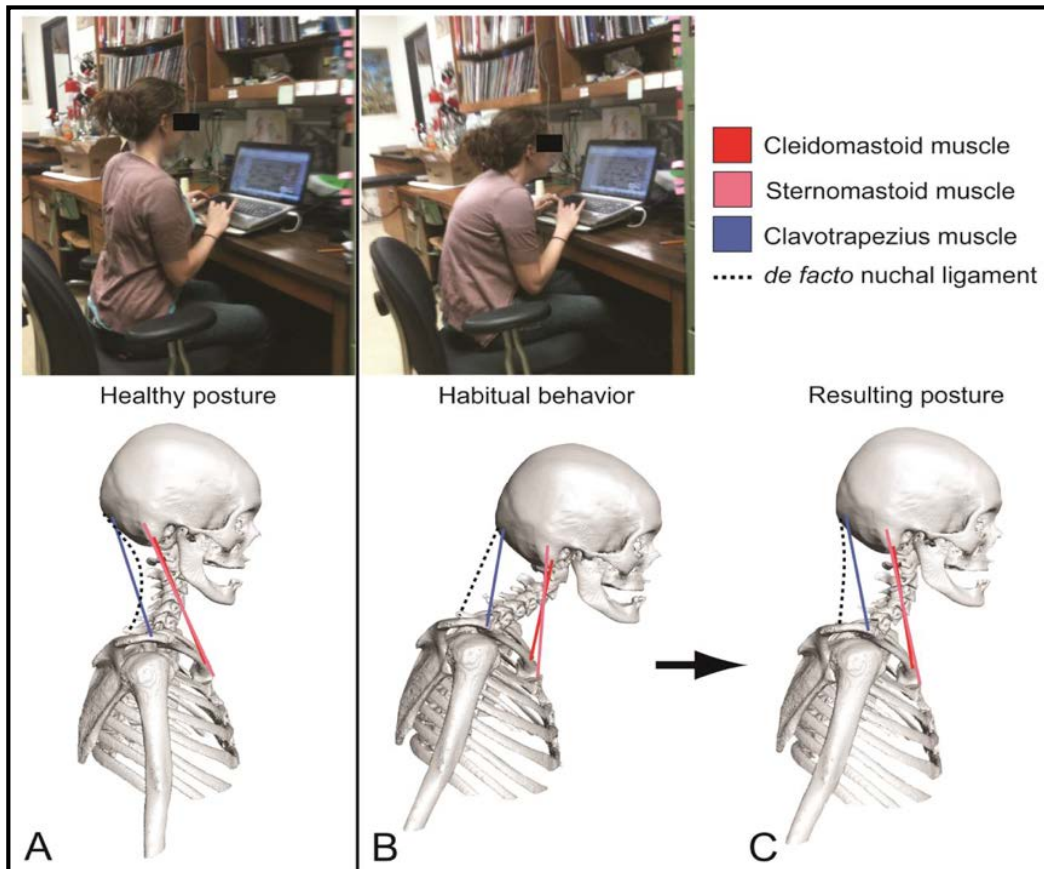 Cleidomastoid muscle
Sternomastoid muscle
Clavotrapezius muscle
de facto nuchal ligament
Healthy posture
Habitual behavior
Resulting posture
A
B
C